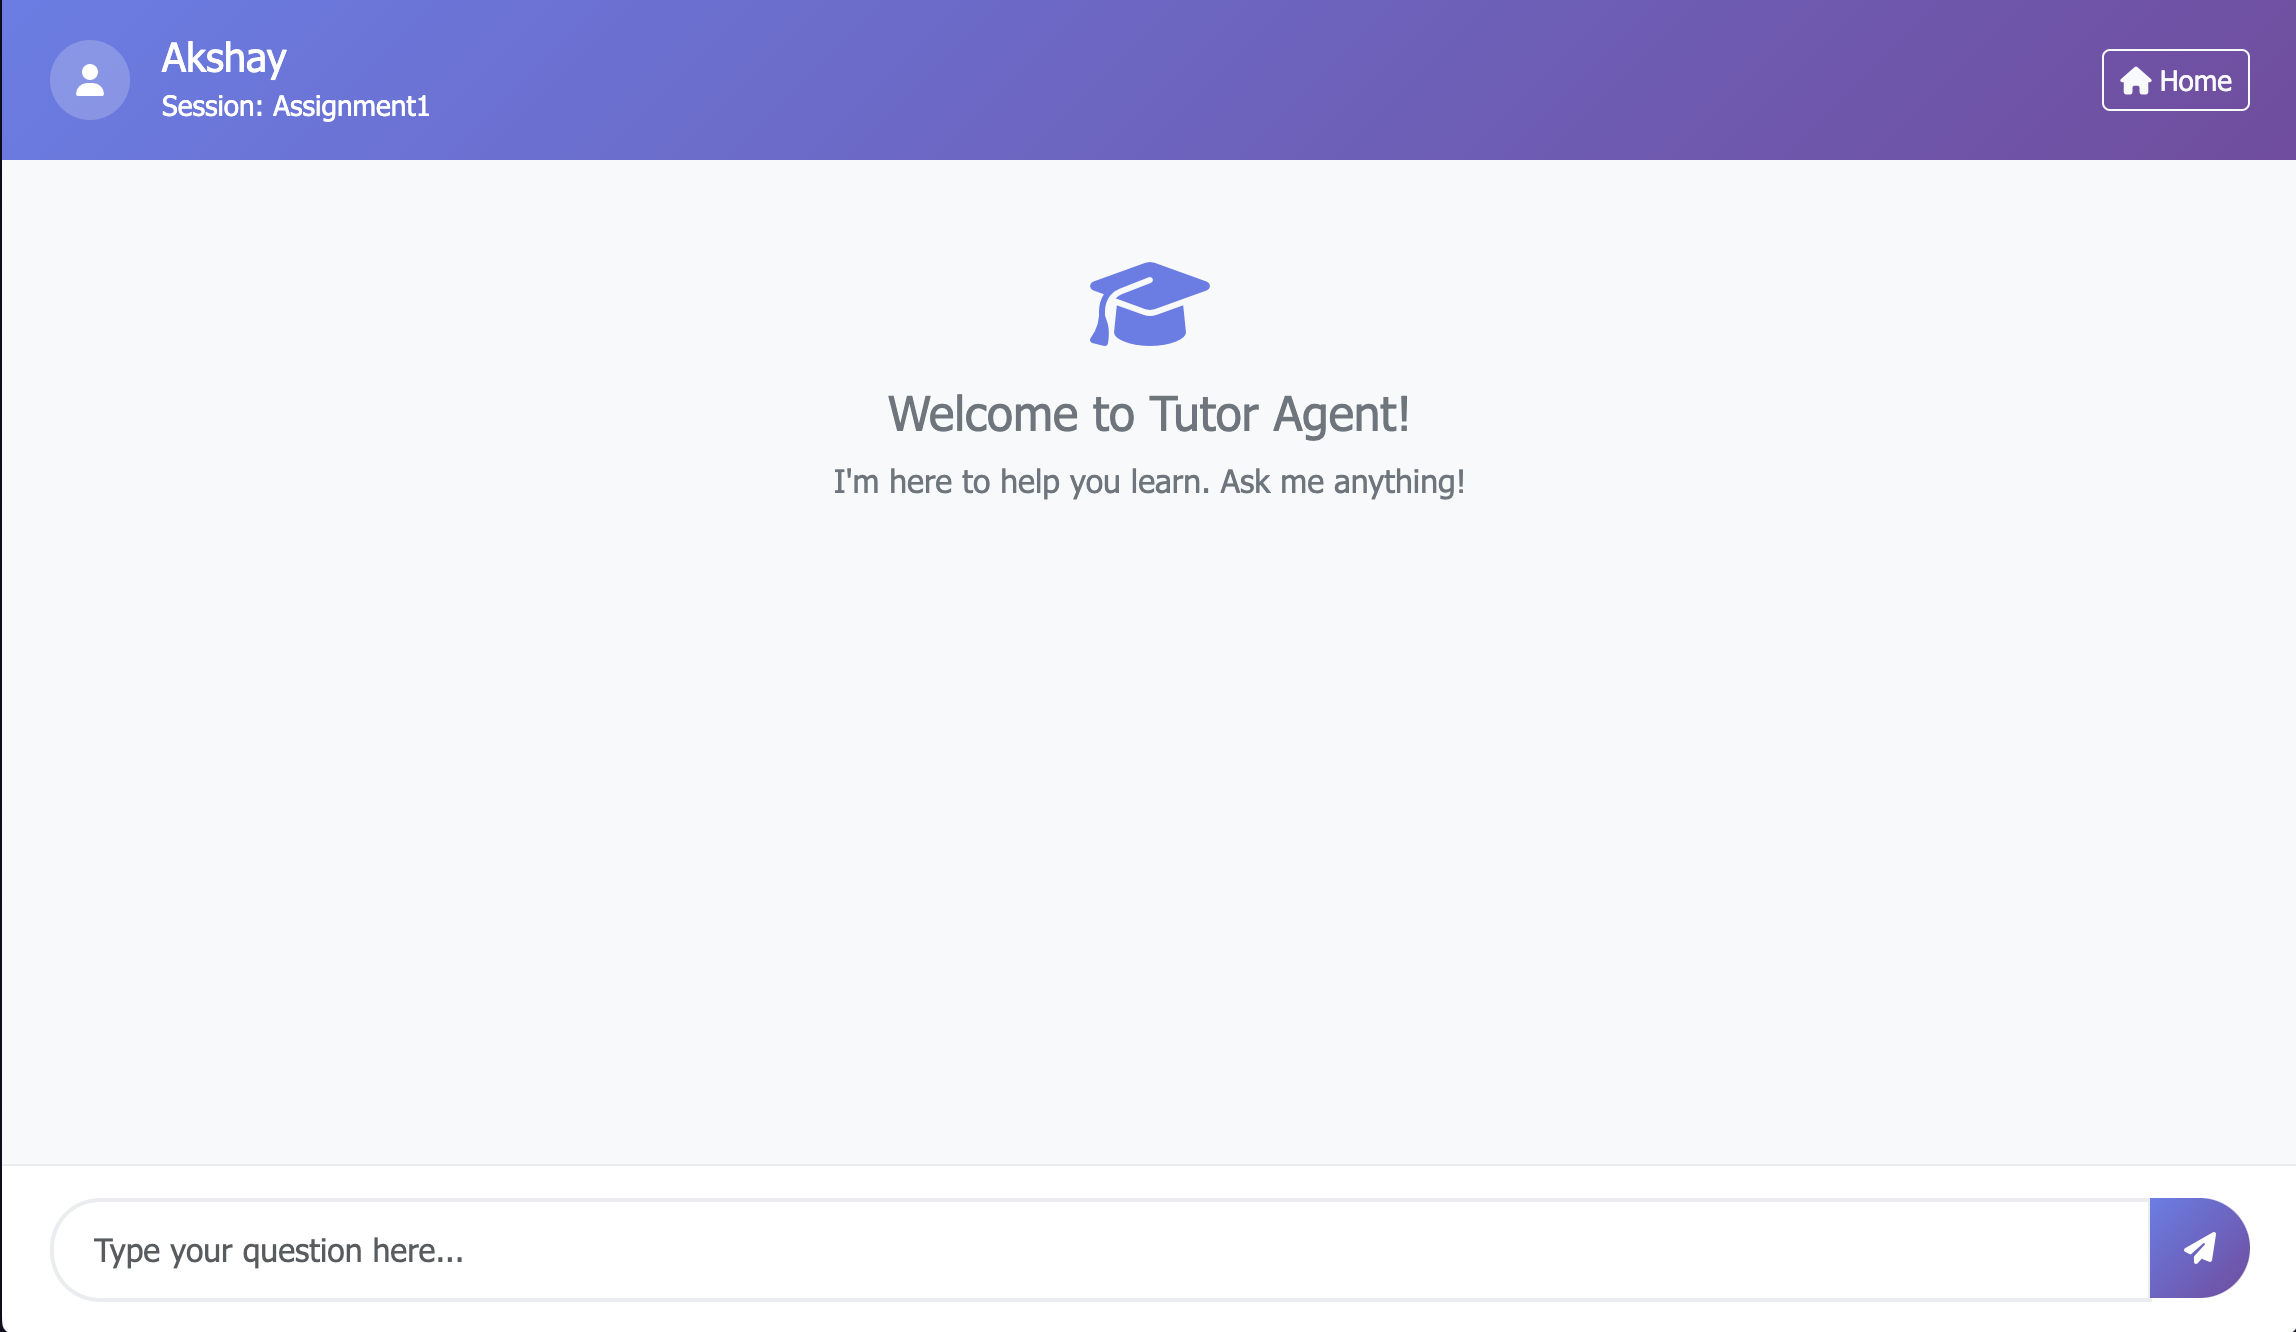 Akshay
Session: Assignment1
Home
Welcome to Tutor Agent!
I'm here to help you learn. Ask me anything!
Type your question here...